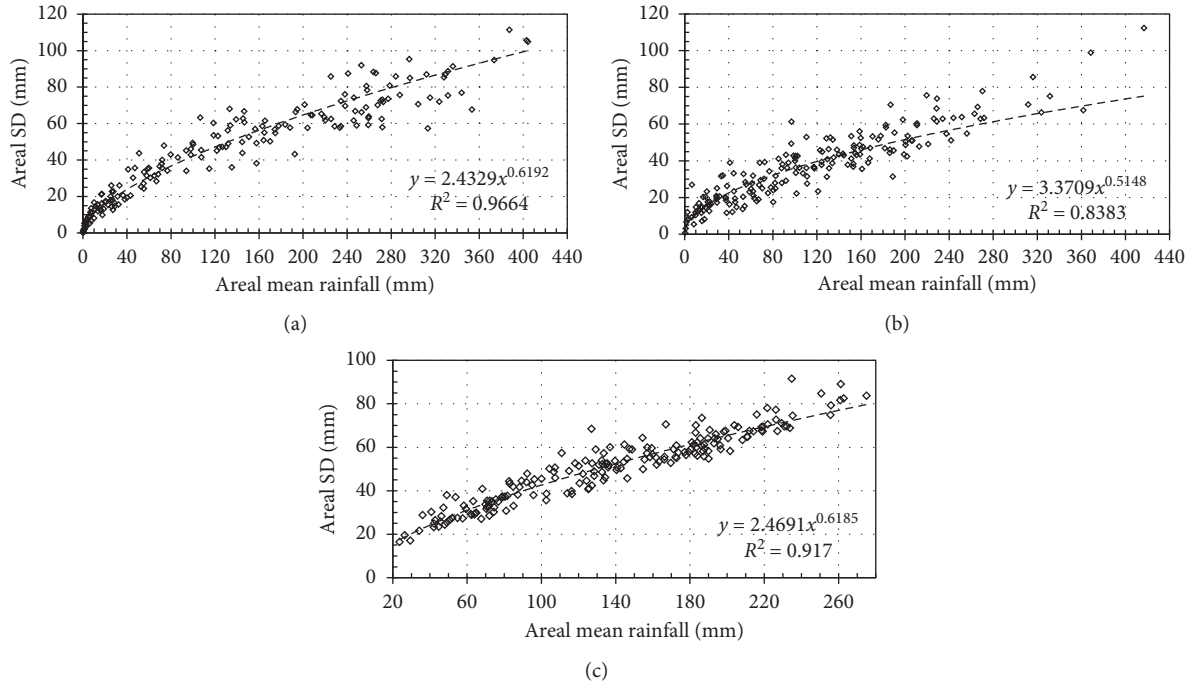 120
100
80
60
40
20
0
Areal SD (mm)
y = 2.4329x^0.6192
R² = 0.9664
0 40 80 120 160 200 240 280 320 360 400 440
Areal mean rainfall (mm)
(a)
120
100
80
60
40
20
0
Areal SD (mm)
y = 3.3709x^0.5148
R² = 0.8383
0 40 80 120 160 200 240 280 320 360 400 440
Areal mean rainfall (mm)
(b)
100
80
60
40
20
0
Areal SD (mm)
y = 2.4691x^0.6185
R² = 0.917
20 60 100 140 180 220 260
Areal mean rainfall (mm)
(c)